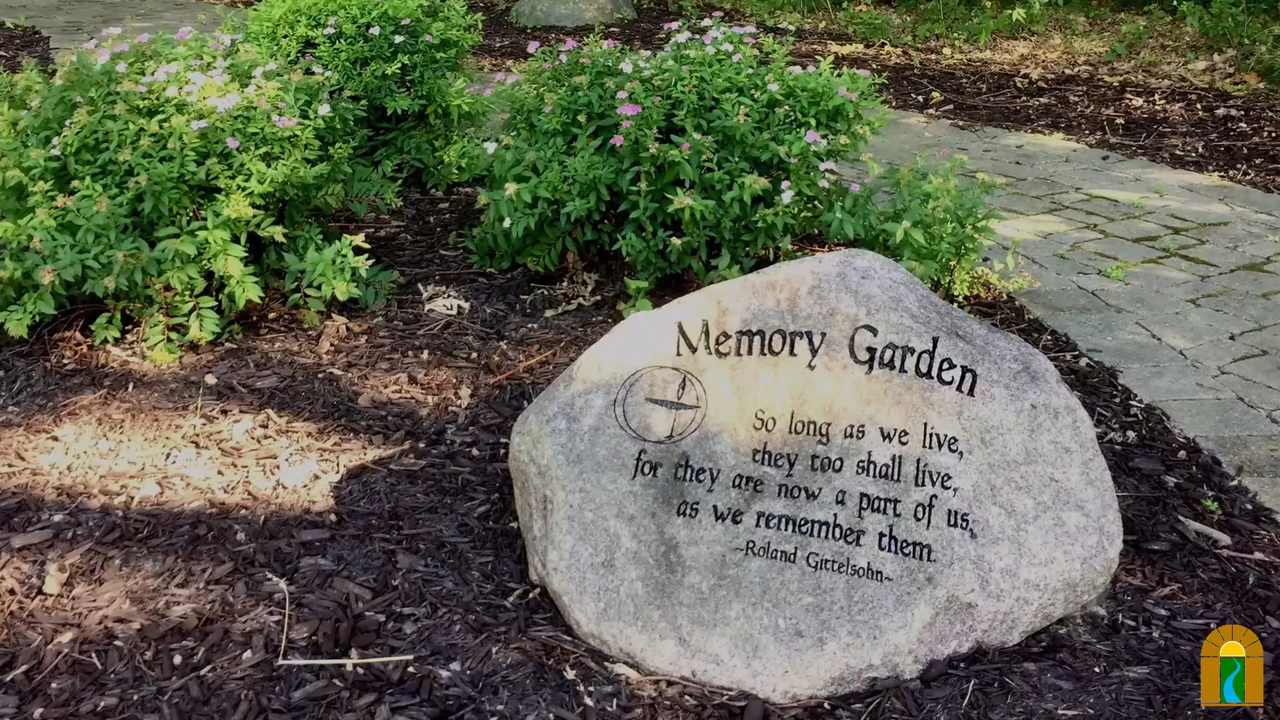 Memory Garden
So long as we live,
they too shall live,
for they are now a part of us,
as we remember them.
~Roland Gittelsohn~